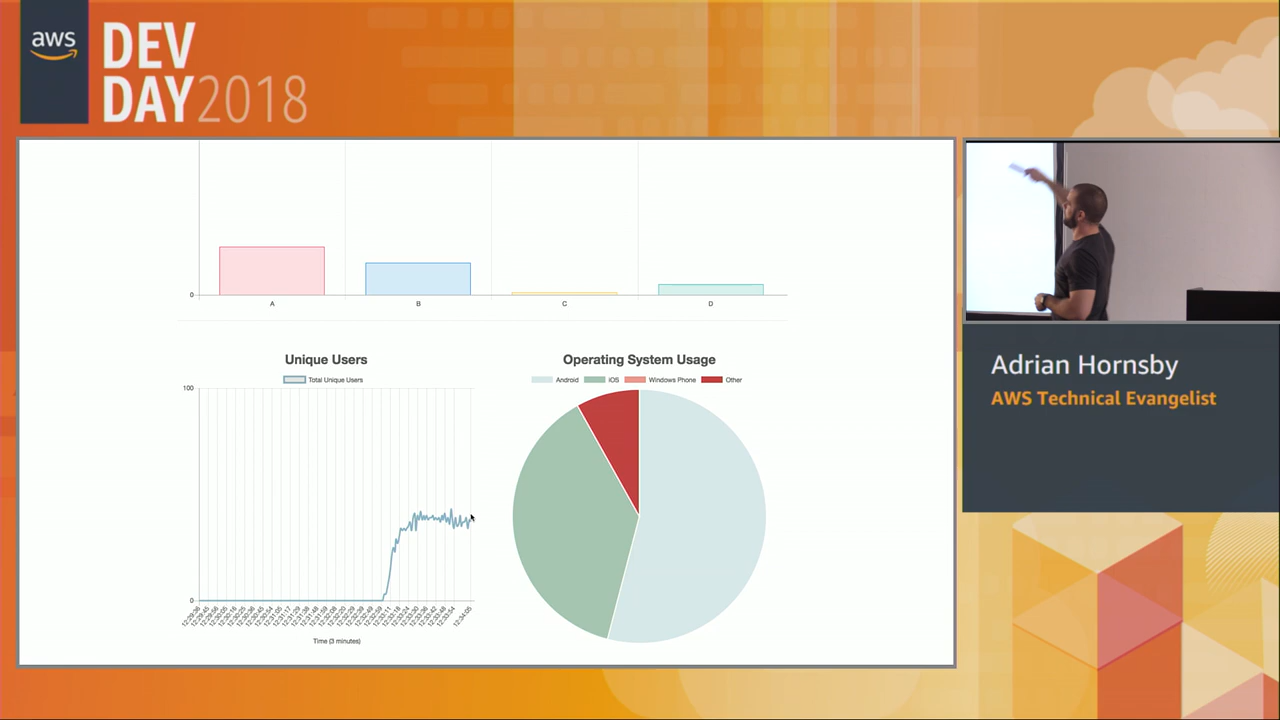 aws
DEV
DAY2018
0
A
B
C
D
Unique Users
Total Unique Users
100
0
Time (3 minutes)
Operating System Usage
Android
iOS
Windows Phone
Other
Adrian Hornsby
AWS Technical Evangelist